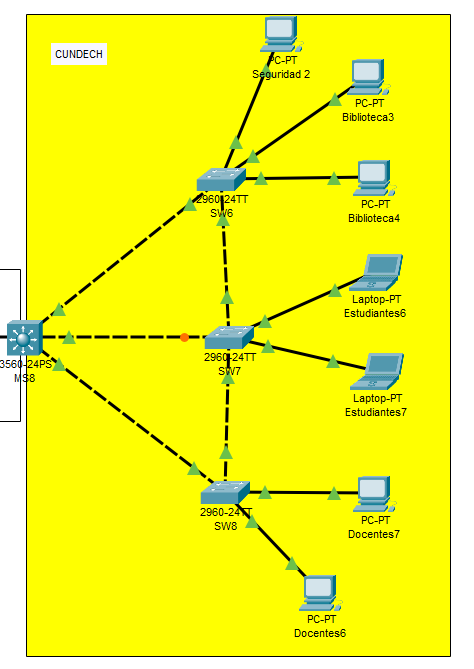 CUNDECH
PC-PT
Seguridad 2
PC-PT
Biblioteca3
2960-24TT
SW6
PC-PT
Biblioteca4
Laptop-PT
Estudiantes6
3560-24PS
MS8
2960-24TT
SW7
Laptop-PT
Estudiantes7
2960-24TT
SW8
PC-PT
Docentes7
PC-PT
Docentes6